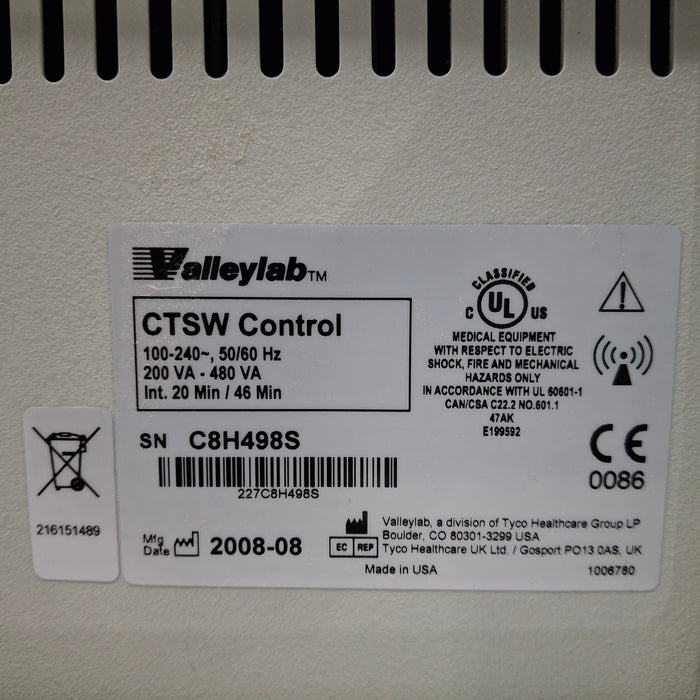 Valleylab™
CTSW Control
100-240~, 50/60 Hz
200 VA - 480 VA
Int. 20 Min / 46 Min
CLASSIFIED
C UL US
MEDICAL EQUIPMENT
WITH RESPECT TO ELECTRIC
SHOCK, FIRE AND MECHANICAL
HAZARDS ONLY
IN ACCORDANCE WITH UL 60601-1
CAN/CSA C22.2 NO.601.1
47AK
E199592
SN C8H498S
227C8H498S
CE
0086
216151489
Mfg
Date 2008-08
Valleylab, a division of Tyco Healthcare Group LP
Boulder, CO 80301-3299 USA
EC REP Tyco Healthcare UK Ltd. / Gosport PO13 0AS, UK
Made in USA
1006780